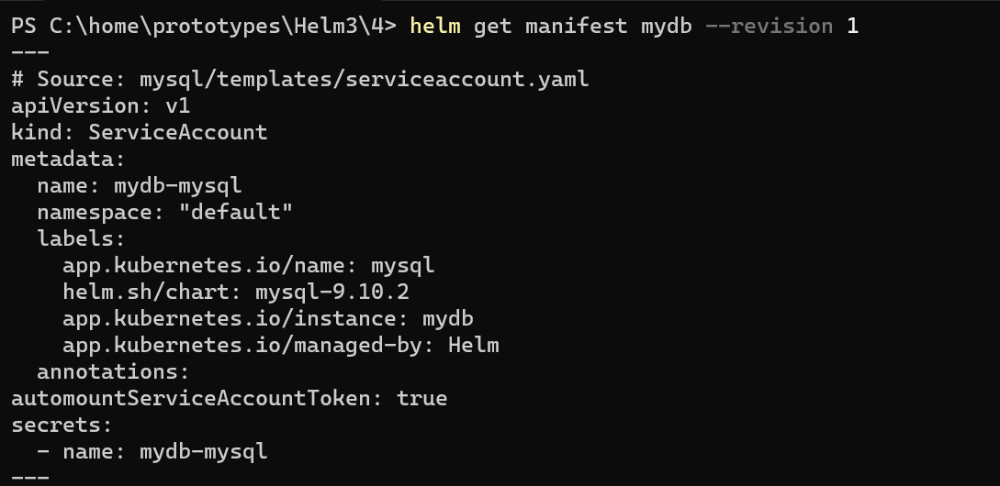 PS C:\home\prototypes\Helm3\4> helm get manifest mydb --revision 1
---
# Source: mysql/templates/serviceaccount.yaml
apiVersion: v1
kind: ServiceAccount
metadata:
  name: mydb-mysql
  namespace: "default"
  labels:
    app.kubernetes.io/name: mysql
    helm.sh/chart: mysql-9.10.2
    app.kubernetes.io/instance: mydb
    app.kubernetes.io/managed-by: Helm
  annotations:
automountServiceAccountToken: true
secrets:
  - name: mydb-mysql
---